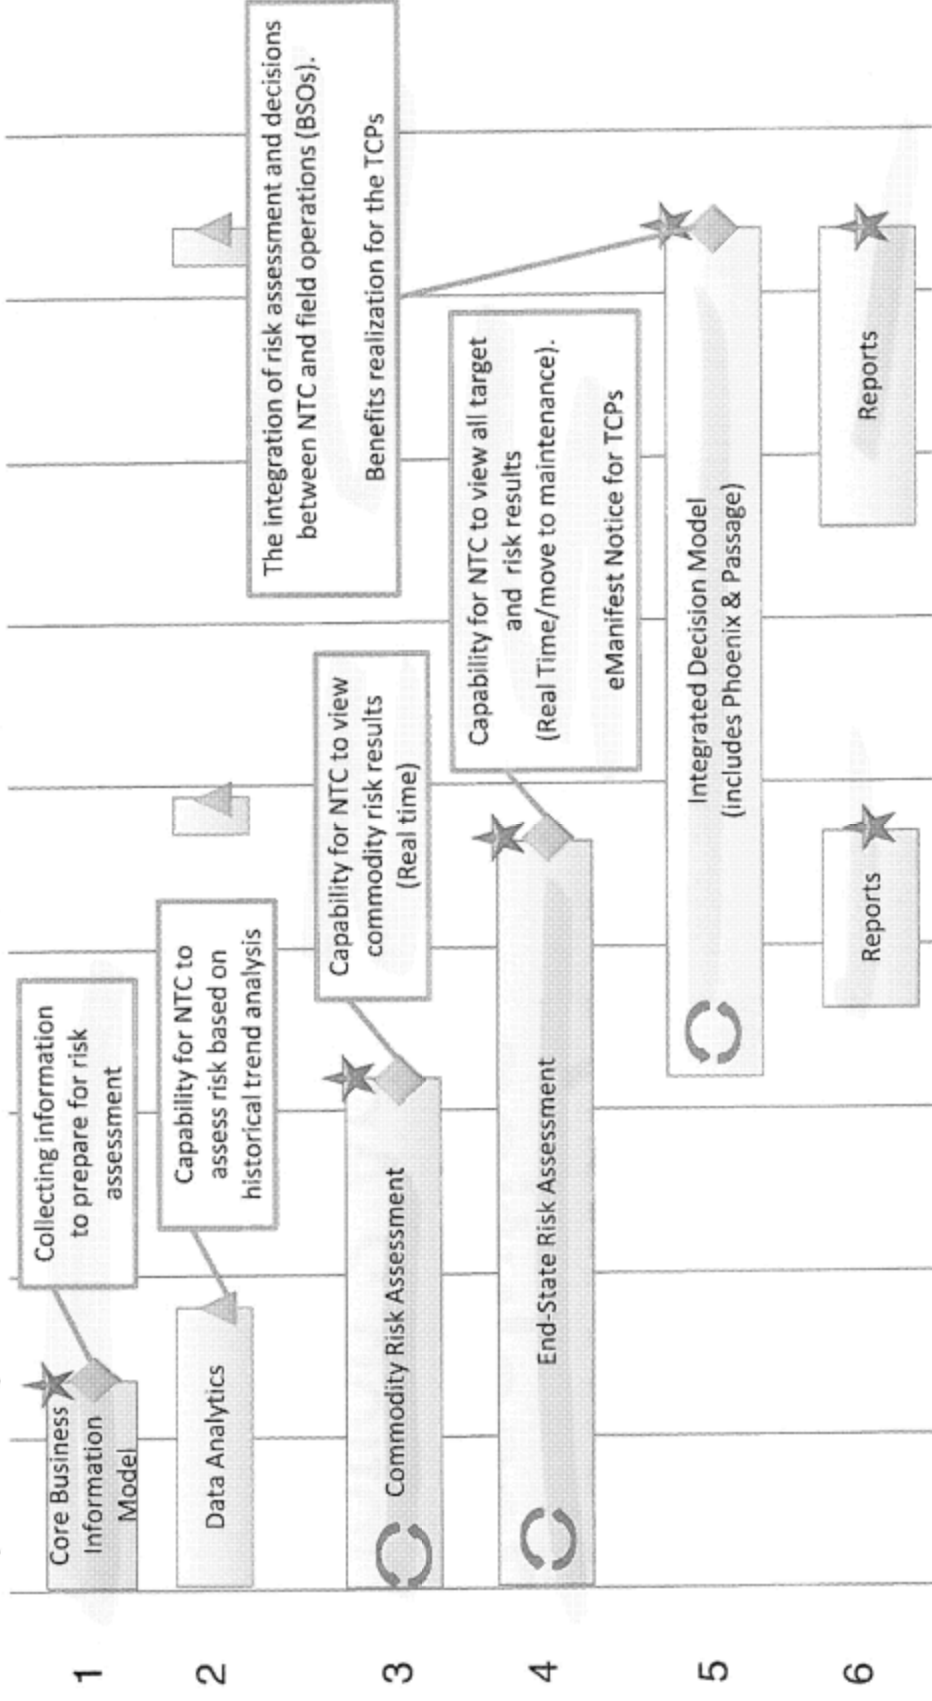 1
Core Business
Information
Model
Collecting information
to prepare for risk
assessment
2
Data Analytics
Capability for NTC to
assess risk based on
historical trend analysis
3
Commodity Risk Assessment
Capability for NTC to view
commodity risk results
(Real time)
4
End-State Risk Assessment
Capability for NTC to view all target
and risk results
(Real Time/move to maintenance).
eManifest Notice for TCPs
The integration of risk assessment and decisions
between NTC and field operations (BSOs).
Benefits realization for the TCPs
5
Integrated Decision Model
(includes Phoenix & Passage)
6
Reports
Reports